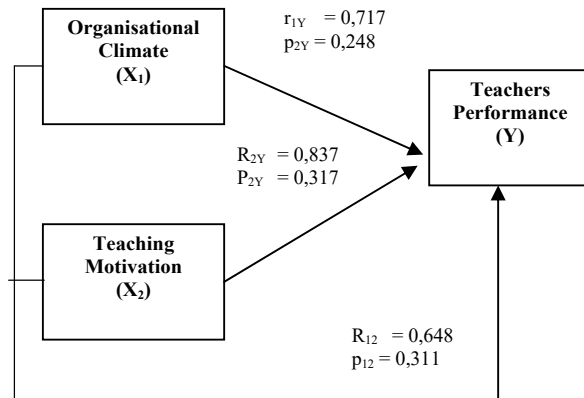 Organisational
Climate
(X₁)
r₁Y = 0,717
p₂Y = 0,248
Teachers
Performance
(Y)
R₂Y = 0,837
P₂Y = 0,317
Teaching
Motivation
(X₂)
R₁₂ = 0,648
p₁₂ = 0,311